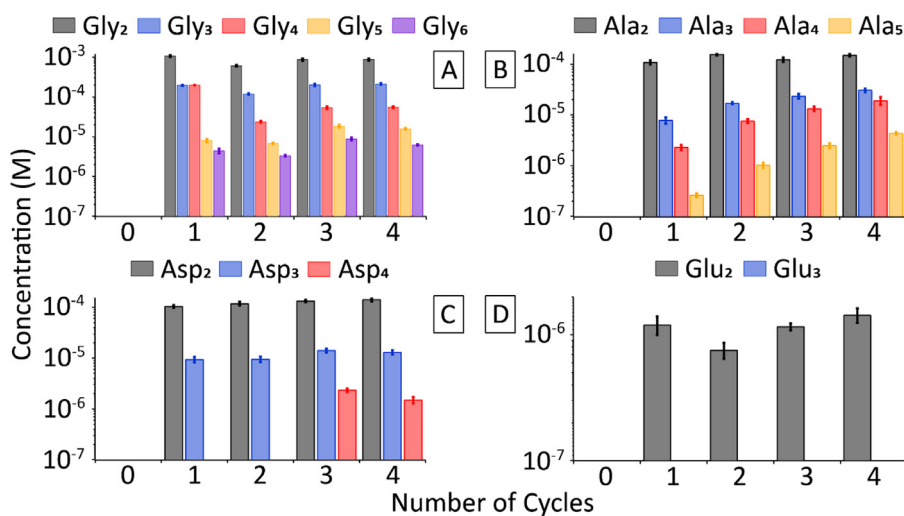 Gly₂ Gly₃ Gly₄ Gly₅ Gly₆
Ala₂ Ala₃ Ala₄ Ala₅
10⁻³
10⁻⁴
10⁻⁵
10⁻⁶
10⁻⁷
A
0 1 2 3 4
10⁻⁴
10⁻⁵
10⁻⁶
10⁻⁷
B
0 1 2 3 4
Concentration (M)
Asp₂ Asp₃ Asp₄
Glu₂ Glu₃
10⁻⁴
10⁻⁵
10⁻⁶
10⁻⁷
C
0 1 2 3 4
D
10⁻⁶
10⁻⁷
0 1 2 3 4
Number of Cycles